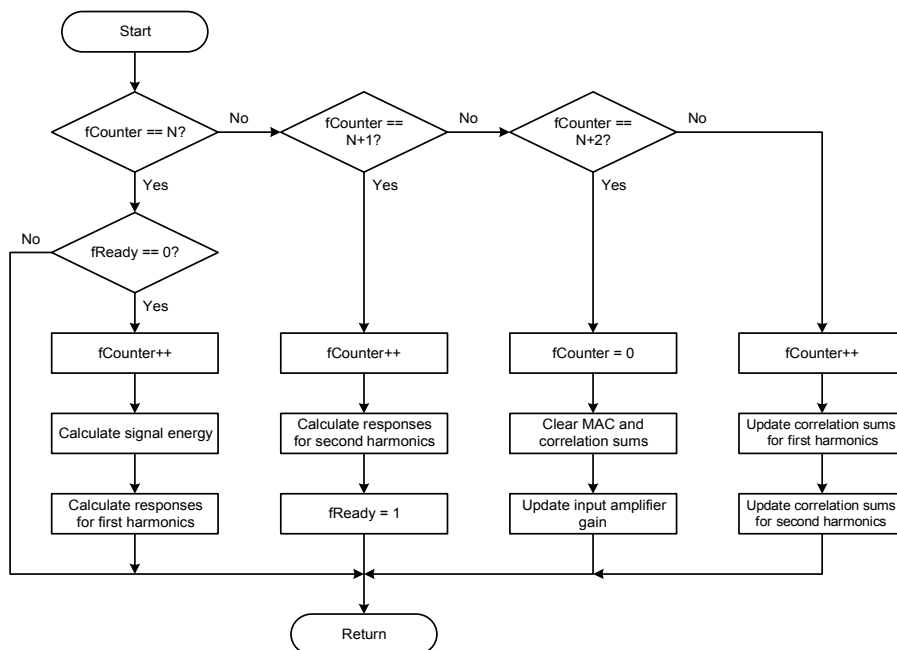 Start
fCounter == N?
No
fCounter ==
N+1?
No
fCounter ==
N+2?
No
Yes
Yes
Yes
No
fReady == 0?
Yes
fCounter++
fCounter++
fCounter = 0
fCounter++
Calculate signal energy
Calculate responses
for second harmonics
Clear MAC and
correlation sums
Update correlation sums
for first harmonics
Calculate responses
for first harmonics
fReady = 1
Update input amplifier
gain
Update correlation sums
for second harmonics
Return